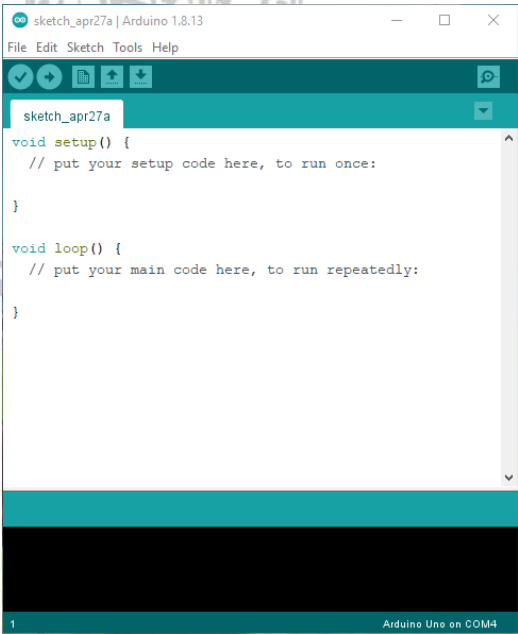 sketch_apr27a | Arduino 1.8.13
File Edit Sketch Tools Help
sketch_apr27a
void setup() {
  // put your setup code here, to run once:
}
void loop() {
  // put your main code here, to run repeatedly:
}
1
Arduino Uno on COM4